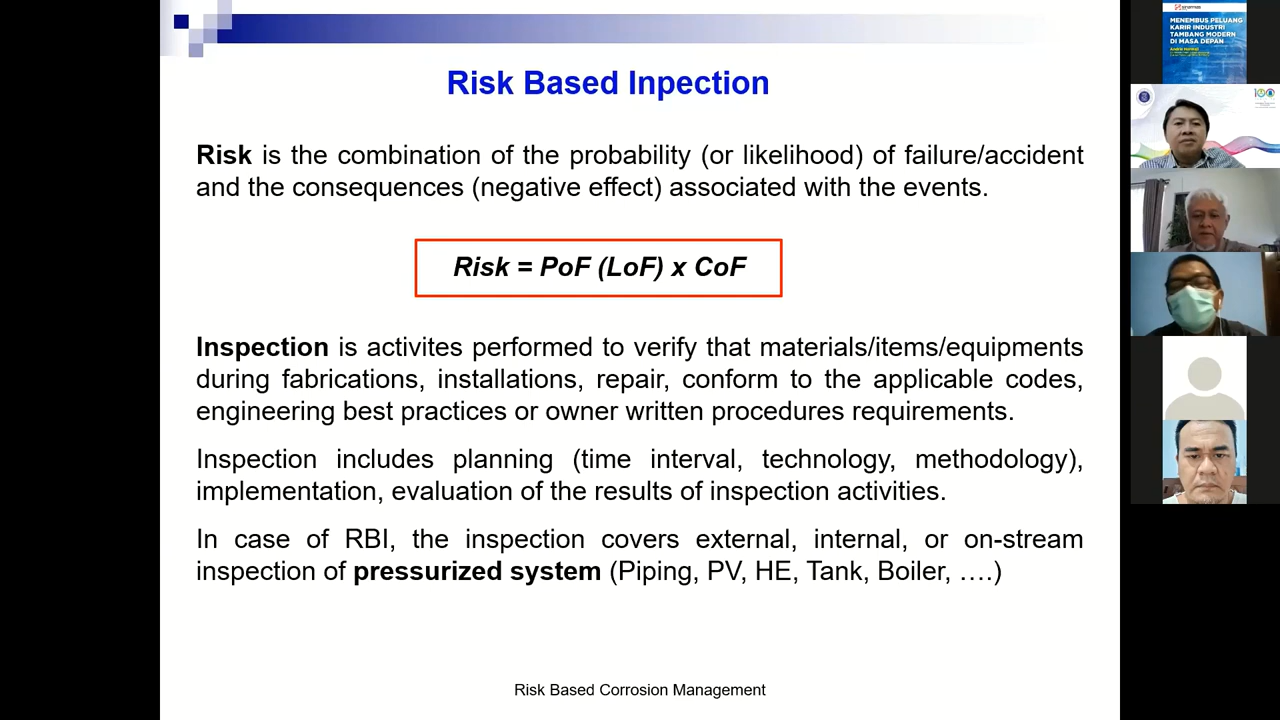 Risk Based Inpection
Risk is the combination of the probability (or likelihood) of failure/accident
and the consequences (negative effect) associated with the events.
Risk = PoF (LoF) x CoF
Inspection is activites performed to verify that materials/items/equipments
during fabrications, installations, repair, conform to the applicable codes,
engineering best practices or owner written procedures requirements.
Inspection includes planning (time interval, technology, methodology),
implementation, evaluation of the results of inspection activities.
In case of RBI, the inspection covers external, internal, or on-stream
inspection of pressurized system (Piping, PV, HE, Tank, Boiler, ….)
Risk Based Corrosion Management
MENEMBUS PELUANG
KARIR INDUSTRI
TAMBANG MODERN
DI MASA DEPAN